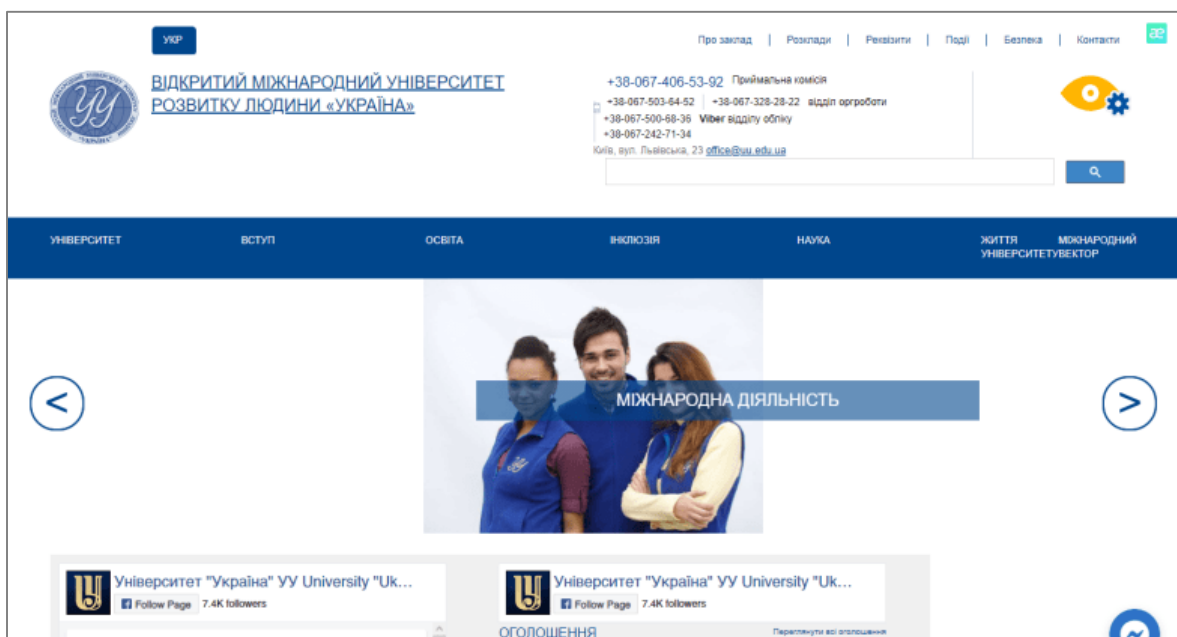 УКР
Про заклад | Розклади | Реквізити | Події | Безпека | Контакти
æ
ВІДКРИТИЙ МІЖНАРОДНИЙ УНІВЕРСИТЕТ
РОЗВИТКУ ЛЮДИНИ «УКРАЇНА»
+38-067-406-53-92 Приймальна комісія
+38-067-503-64-52 +38-067-328-28-22 відділ оргроботи
+38-067-500-68-36 Viber відділу обліку
+38-067-242-71-34
Київ, вул. Львівська, 23 office@uu.edu.ua
УНІВЕРСИТЕТ ВСТУП ОСВІТА ІНКЛЮЗІЯ НАУКА ЖИТТЯ УНІВЕРСИТЕТУ МІЖНАРОДНИЙ ВЕКТОР
< >
МІЖНАРОДНА ДІЯЛЬНІСТЬ
Університет "Україна" УУ University "Uk...
Follow Page 7.4K followers
Університет "Україна" УУ University "Uk...
Follow Page 7.4K followers
ОГОЛОШЕННЯ Переглянути всі оголошення